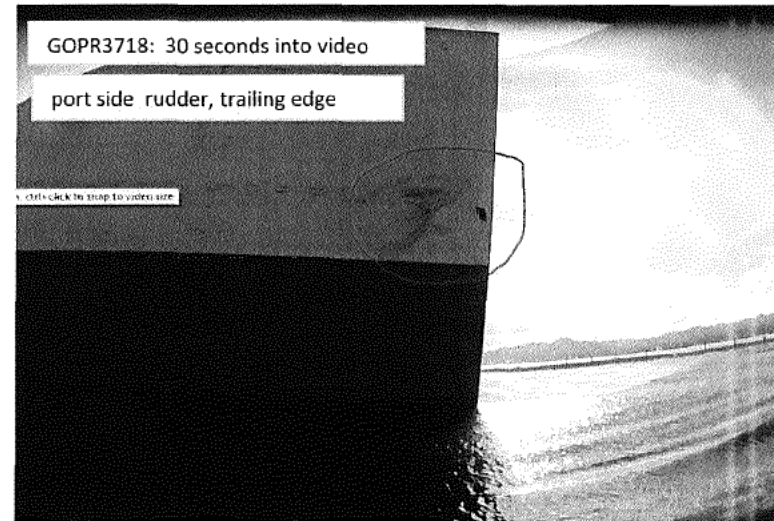 GOPR3718: 30 seconds into video
port side rudder, trailing edge
ctrl+click to snap to video size